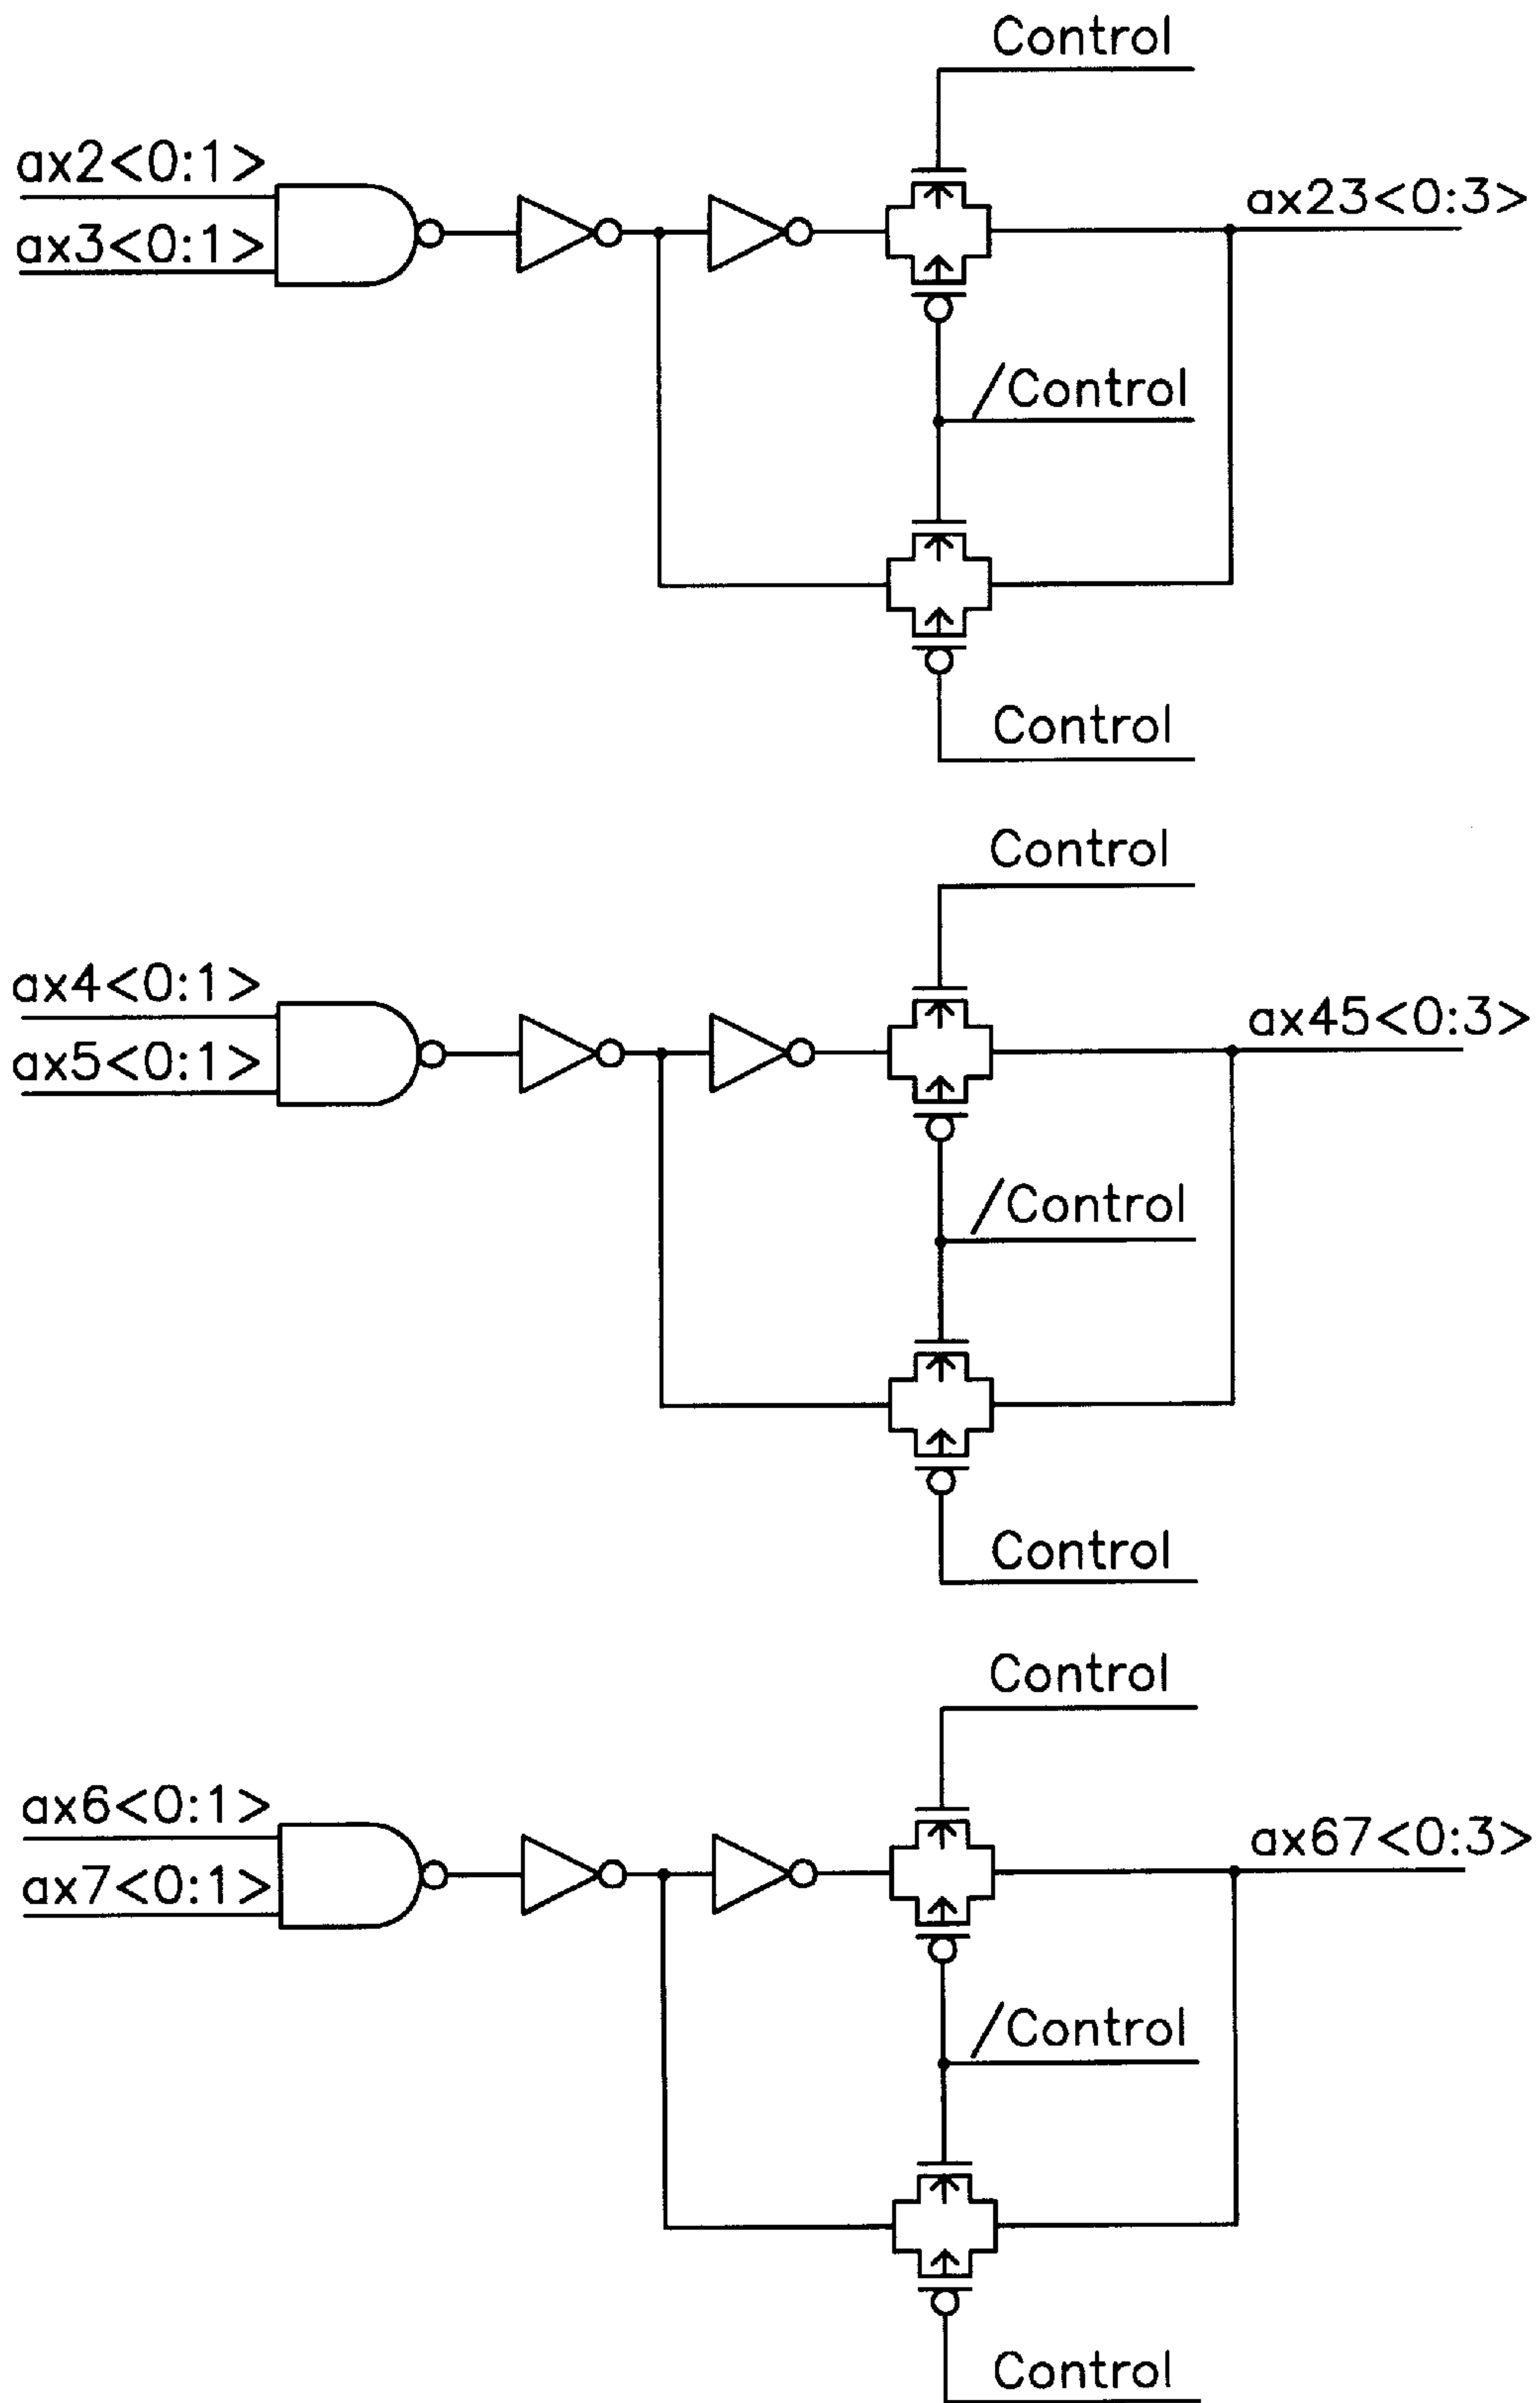 Control
ax2<0:1>
ax23<0:3>
ax3<0:1>
/Control
Control
Control
ax4<0:1>
ax45<0:3>
ax5<0:1>
/Control
Control
Control
ax6<0:1>
ax67<0:3>
ax7<0:1>
/Control
Control